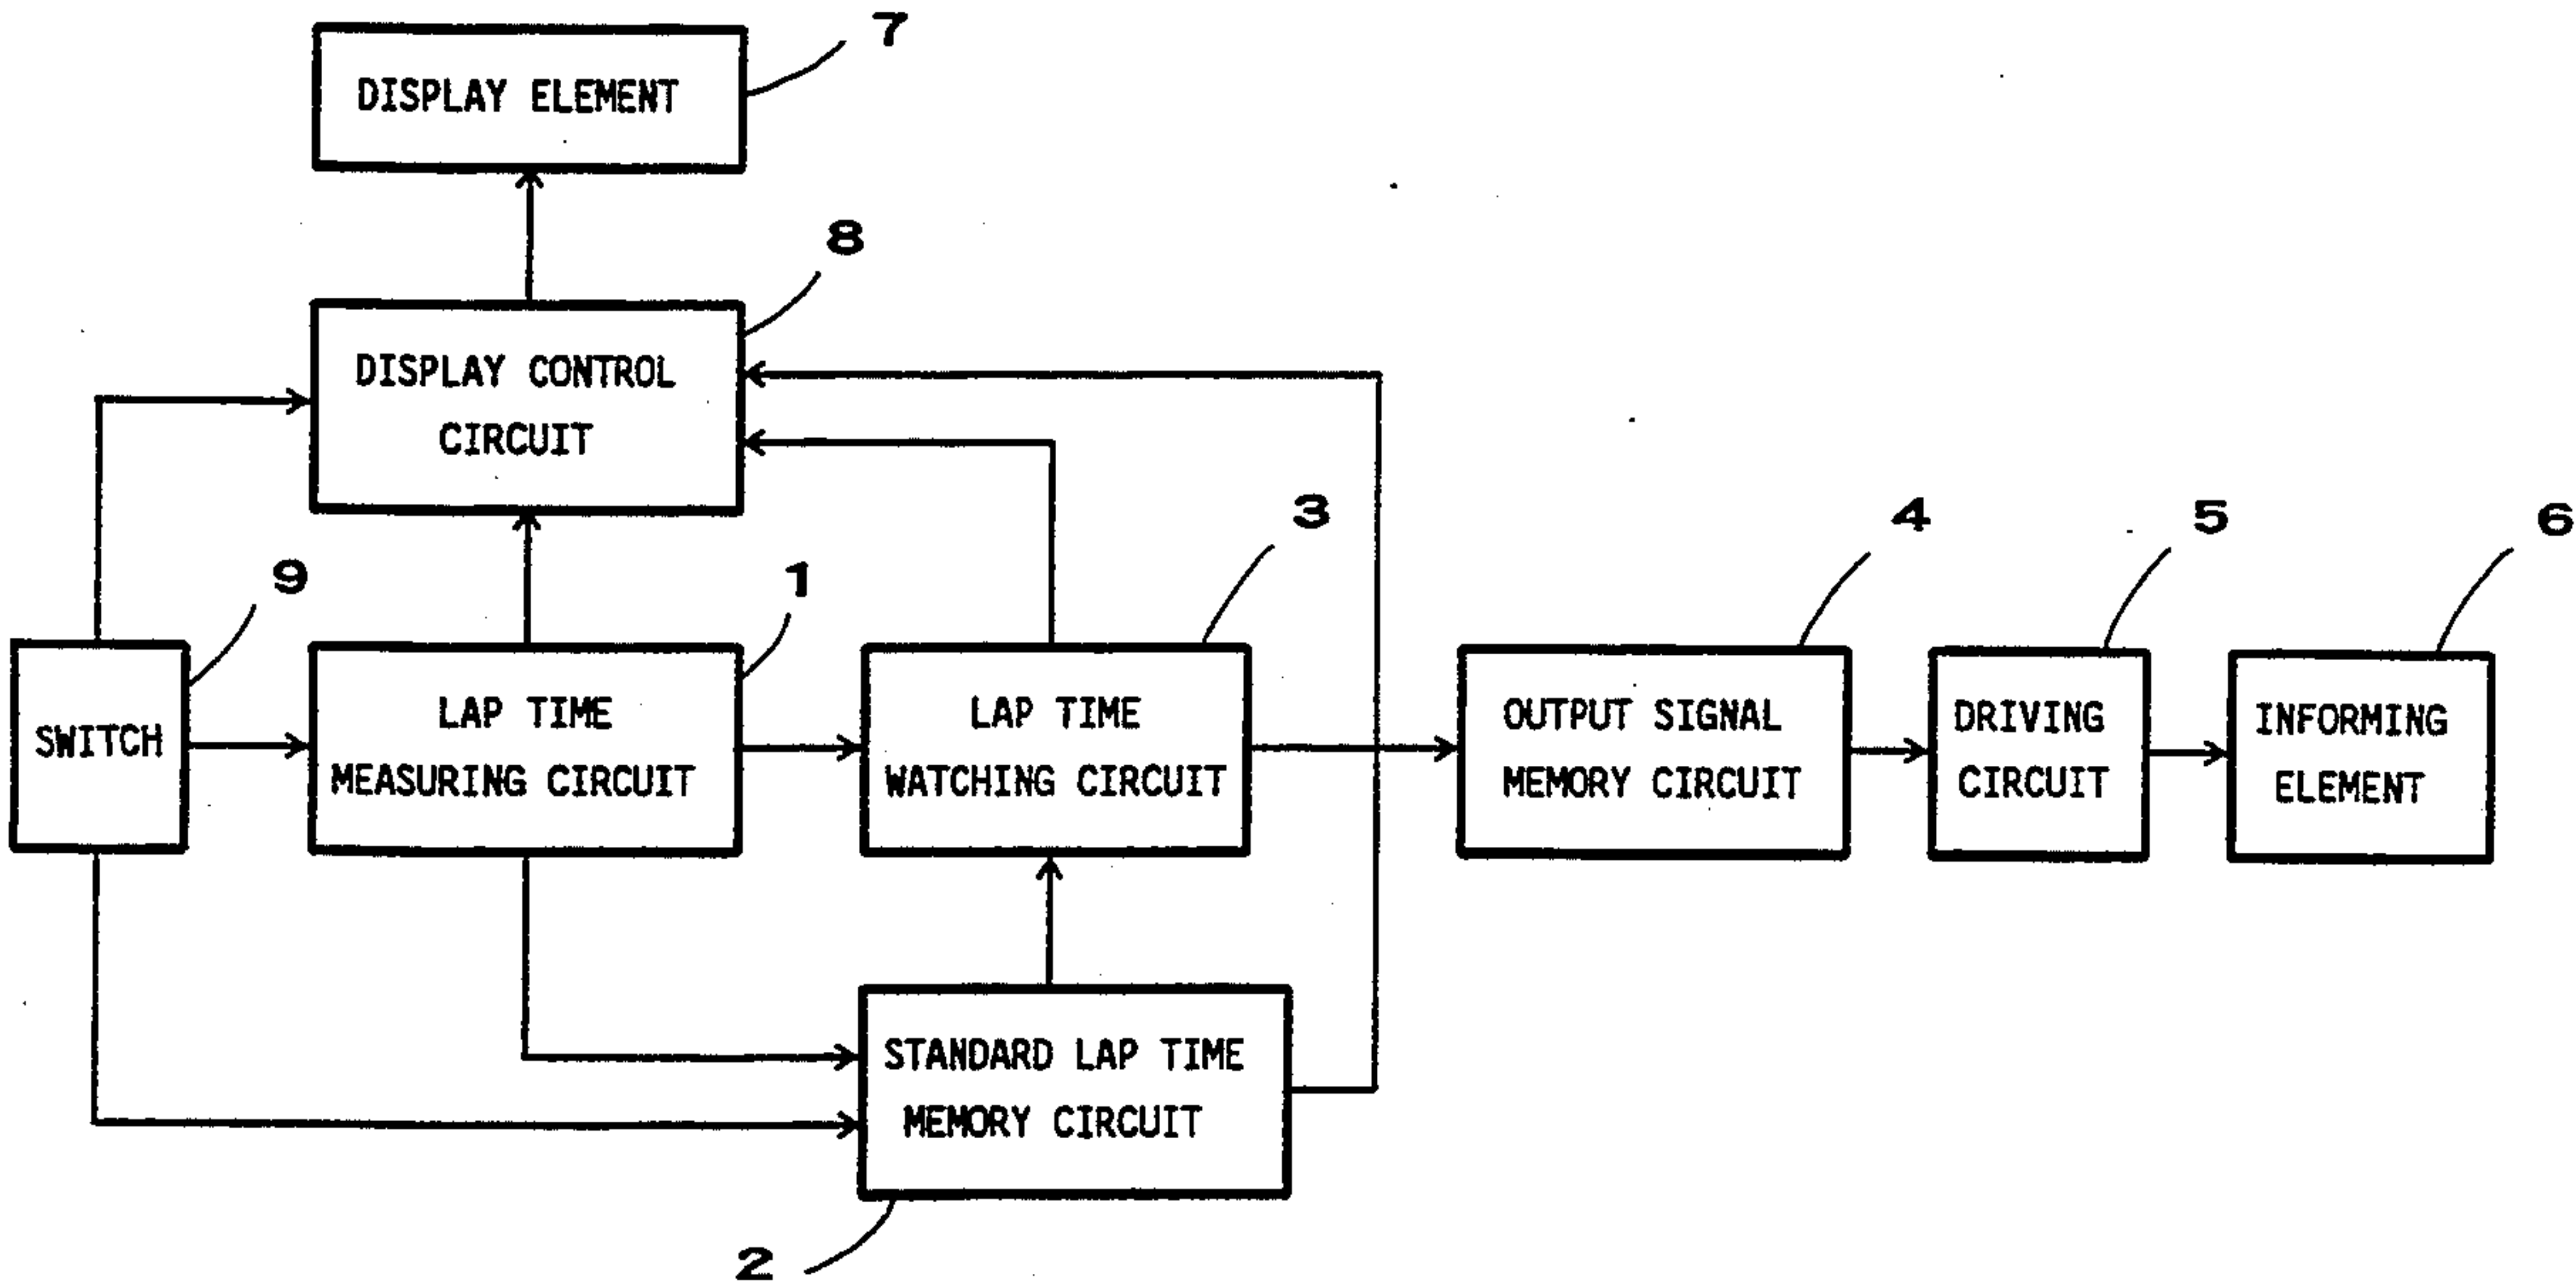 7
DISPLAY ELEMENT
8
DISPLAY CONTROL
CIRCUIT
9
SWITCH
1
LAP TIME
MEASURING CIRCUIT
3
LAP TIME
WATCHING CIRCUIT
4
OUTPUT SIGNAL
MEMORY CIRCUIT
5
DRIVING
CIRCUIT
6
INFORMING
ELEMENT
STANDARD LAP TIME
MEMORY CIRCUIT
2